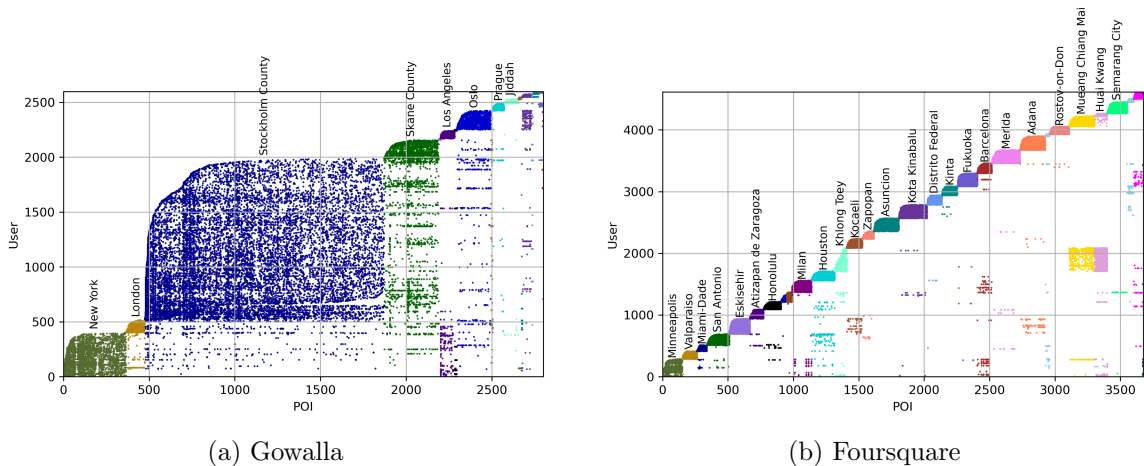 New York
London
Stockholm County
Skane County
Los Angeles
Oslo
Prague
Jiddah
2500
2000
1500
1000
500
0
User
0
500
1000
1500
2000
2500
POI
(a) Gowalla
Minneapolis
Valparaiso
Miami-Dade
San Antonio
Eskisehir
Atizapan de Zaragoza
Honolulu
Milan
Houston
Khlong Toey
Kocaeli
Zapopan
Asuncion
Kota Kinabalu
Distrito Federal
Kinta
Fukuoka
Barcelona
Merida
Adana
Rostov-on-Don
Mueang Chiang Mai
Huai Kwang
Semarang City
4000
3000
2000
1000
0
User
0
500
1000
1500
2000
2500
3000
3500
POI
(b) Foursquare